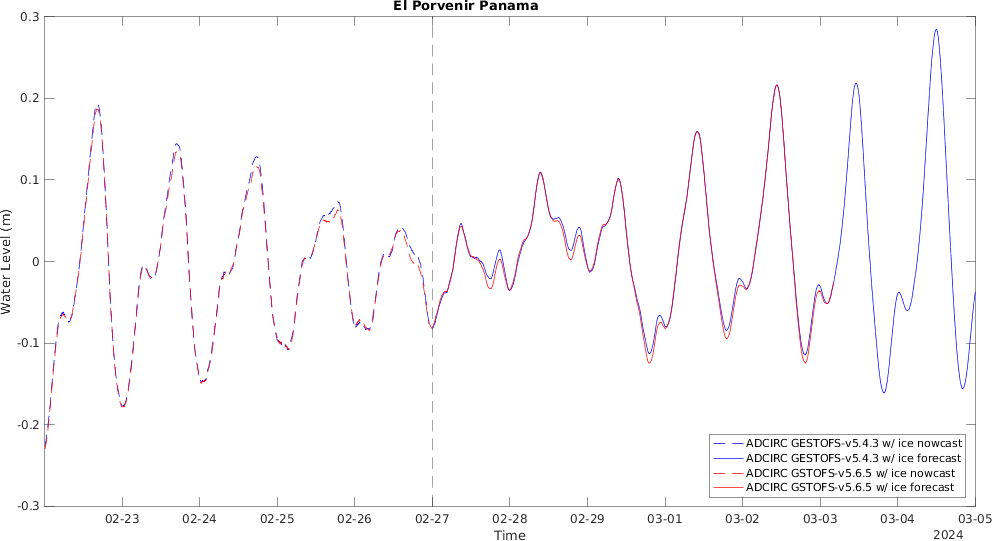 El Porvenir Panama
0.3
0.2
0.1
0
-0.1
-0.2
-0.3
Water Level (m)
ADCIRC GESTOFS-v5.4.3 w/ ice nowcast
ADCIRC GESTOFS-v5.4.3 w/ ice forecast
ADCIRC GSTOFS-v5.6.5 w/ ice nowcast
ADCIRC GSTOFS-v5.6.5 w/ ice forecast
02-23 02-24 02-25 02-26 02-27 02-28 02-29 03-01 03-02 03-03 03-04 03-05
Time
2024